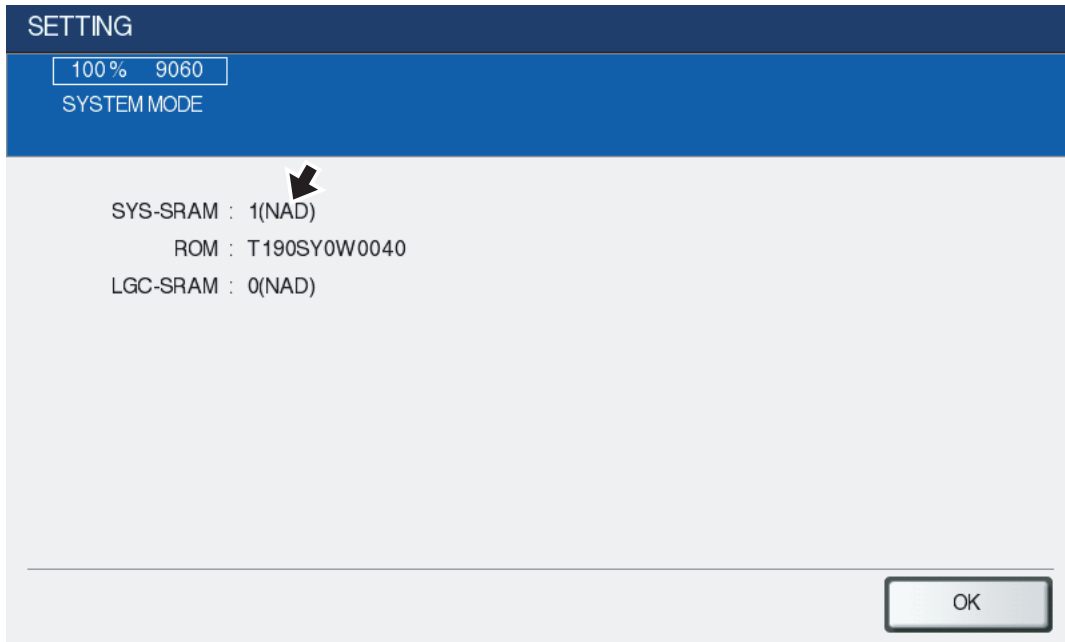 SETTING
100% 9060
SYSTEM MODE
SYS-SRAM : 1(NAD)
ROM : T190SY0W0040
LGC-SRAM : 0(NAD)
OK